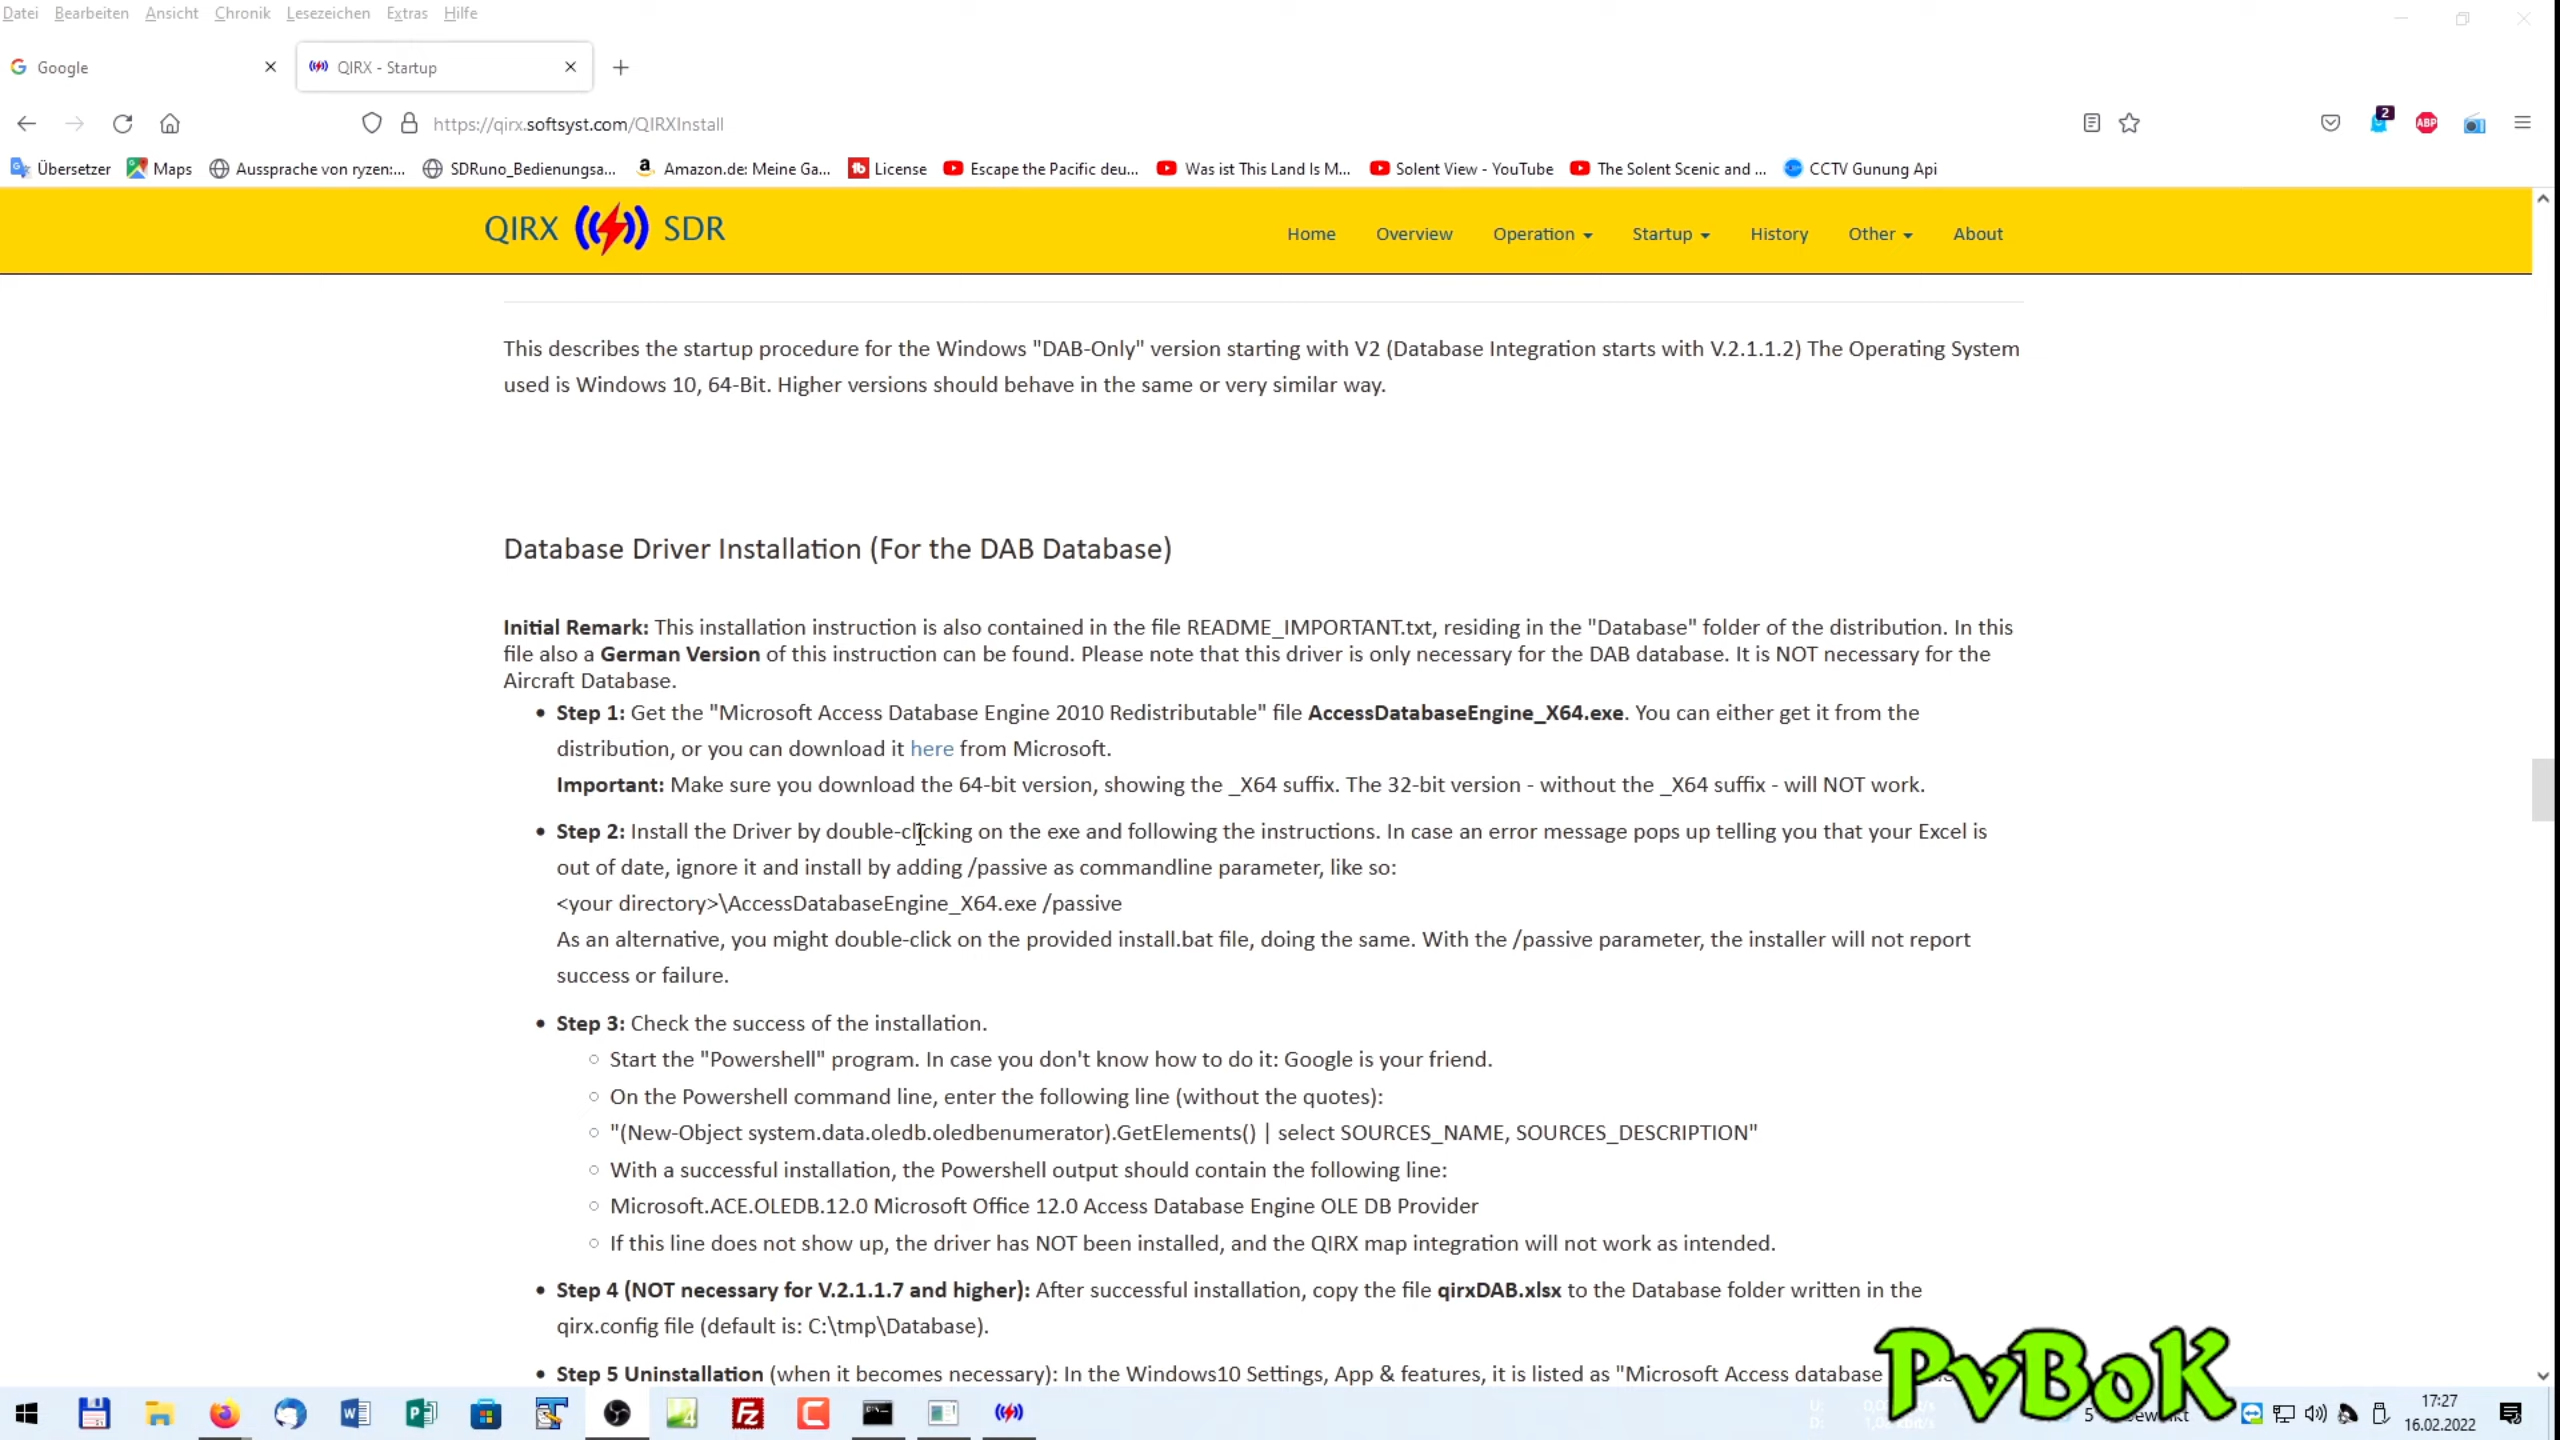 Datei Bearbeiten Ansicht Chronik Lesezeichen Extras Hilfe
Google QIRX - Startup
https://qirx.softsyst.com/QIRXInstall 2 ABP
Übersetzer Maps Aussprache von ryzen:... SDRuno_Bedienungsa... Amazon.de: Meine Ga... License Escape the Pacific deu... Was ist This Land Is M... Solent View - YouTube The Solent Scenic and ... CCTV Gunung Api
QIRX SDR Home Overview Operation Startup History Other About
This describes the startup procedure for the Windows "DAB-Only" version starting with V2 (Database Integration starts with V.2.1.1.2) The Operating System
used is Windows 10, 64-Bit. Higher versions should behave in the same or very similar way.
Database Driver Installation (For the DAB Database)
Initial Remark: This installation instruction is also contained in the file README_IMPORTANT.txt, residing in the "Database" folder of the distribution. In this
file also a German Version of this instruction can be found. Please note that this driver is only necessary for the DAB database. It is NOT necessary for the
Aircraft Database.
Step 1: Get the "Microsoft Access Database Engine 2010 Redistributable" file AccessDatabaseEngine_X64.exe. You can either get it from the
distribution, or you can download it here from Microsoft.
Important: Make sure you download the 64-bit version, showing the _X64 suffix. The 32-bit version - without the _X64 suffix - will NOT work.
Step 2: Install the Driver by double-clicking on the exe and following the instructions. In case an error message pops up telling you that your Excel is
out of date, ignore it and install by adding /passive as commandline parameter, like so:
<your directory>\AccessDatabaseEngine_X64.exe /passive
As an alternative, you might double-click on the provided install.bat file, doing the same. With the /passive parameter, the installer will not report
success or failure.
Step 3: Check the success of the installation.
Start the "Powershell" program. In case you don't know how to do it: Google is your friend.
On the Powershell command line, enter the following line (without the quotes):
"(New-Object system.data.oledb.oledbenumerator).GetElements() | select SOURCES_NAME, SOURCES_DESCRIPTION"
With a successful installation, the Powershell output should contain the following line:
Microsoft.ACE.OLEDB.12.0 Microsoft Office 12.0 Access Database Engine OLE DB Provider
If this line does not show up, the driver has NOT been installed, and the QIRX map integration will not work as intended.
Step 4 (NOT necessary for V.2.1.1.7 and higher): After successful installation, copy the file qirxDAB.xlsx to the Database folder written in the
qirx.config file (default is: C:\tmp\Database).
Step 5 Uninstallation (when it becomes necessary): In the Windows10 Settings, App & features, it is listed as "Microsoft Access database
PvBoK
17:27
16.02.2022